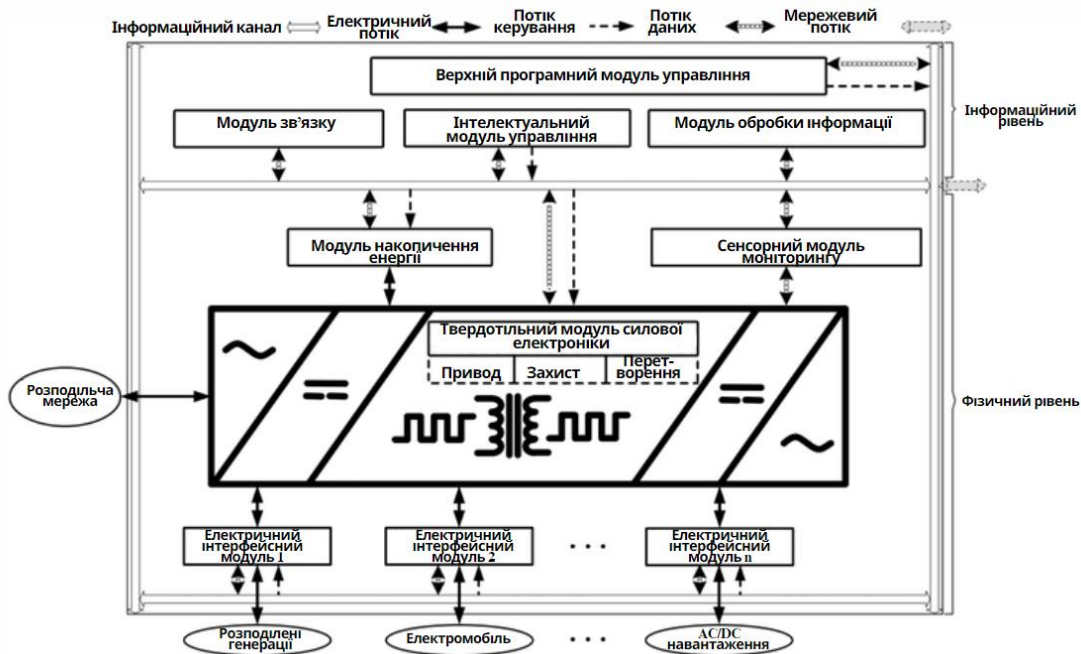 Інформаційний канал
Електричний
потік
Потік
керування
Потік
даних
Мережевий
потік
Верхній програмний модуль управління
Інформаційний
рівень
Модуль зв'язку
Інтелектуальний
модуль управління
Модуль обробки інформації
Модуль накопичення
енергії
Сенсорний модуль
моніторингу
Твердотільний модуль силової
електроніки
Привод
Захист
Перет-
ворення
Розподільча
мережа
Фізичний рівень
Електричний
інтерфейсний
модуль 1
Електричний
інтерфейсний
модуль 2
. . .
Електричний
інтерфейсний
модуль n
Розподілені
генерації
Електромобіль
. . .
AC/DC
навантаження